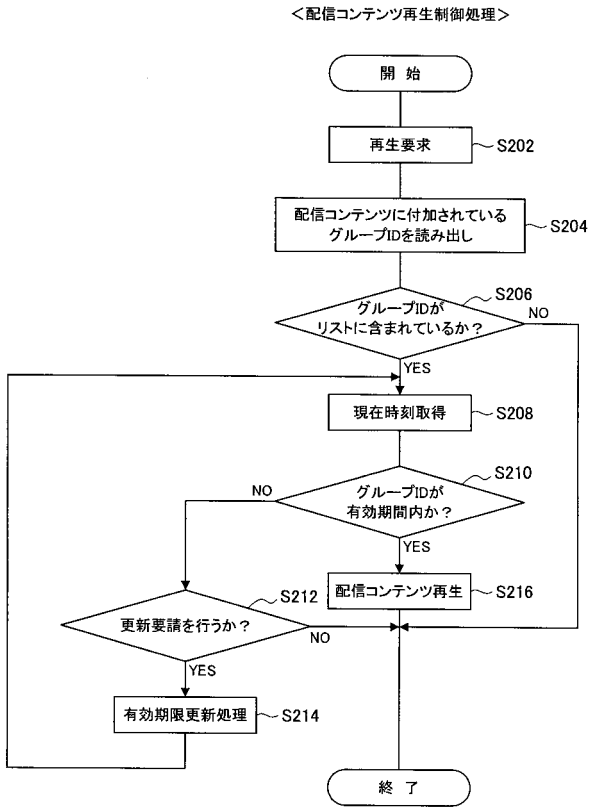 ＜配信コンテンツ再生制御処理＞
開 始
再生要求
S202
配信コンテンツに付加されている
グループIDを読み出し
S204
S206
グループIDが
リストに含まれているか？
NO
YES
現在時刻取得
S208
S210
グループIDが
有効期間内か？
NO
YES
配信コンテンツ再生
S216
S212
更新要請を行うか？
NO
YES
有効期限更新処理
S214
終 了